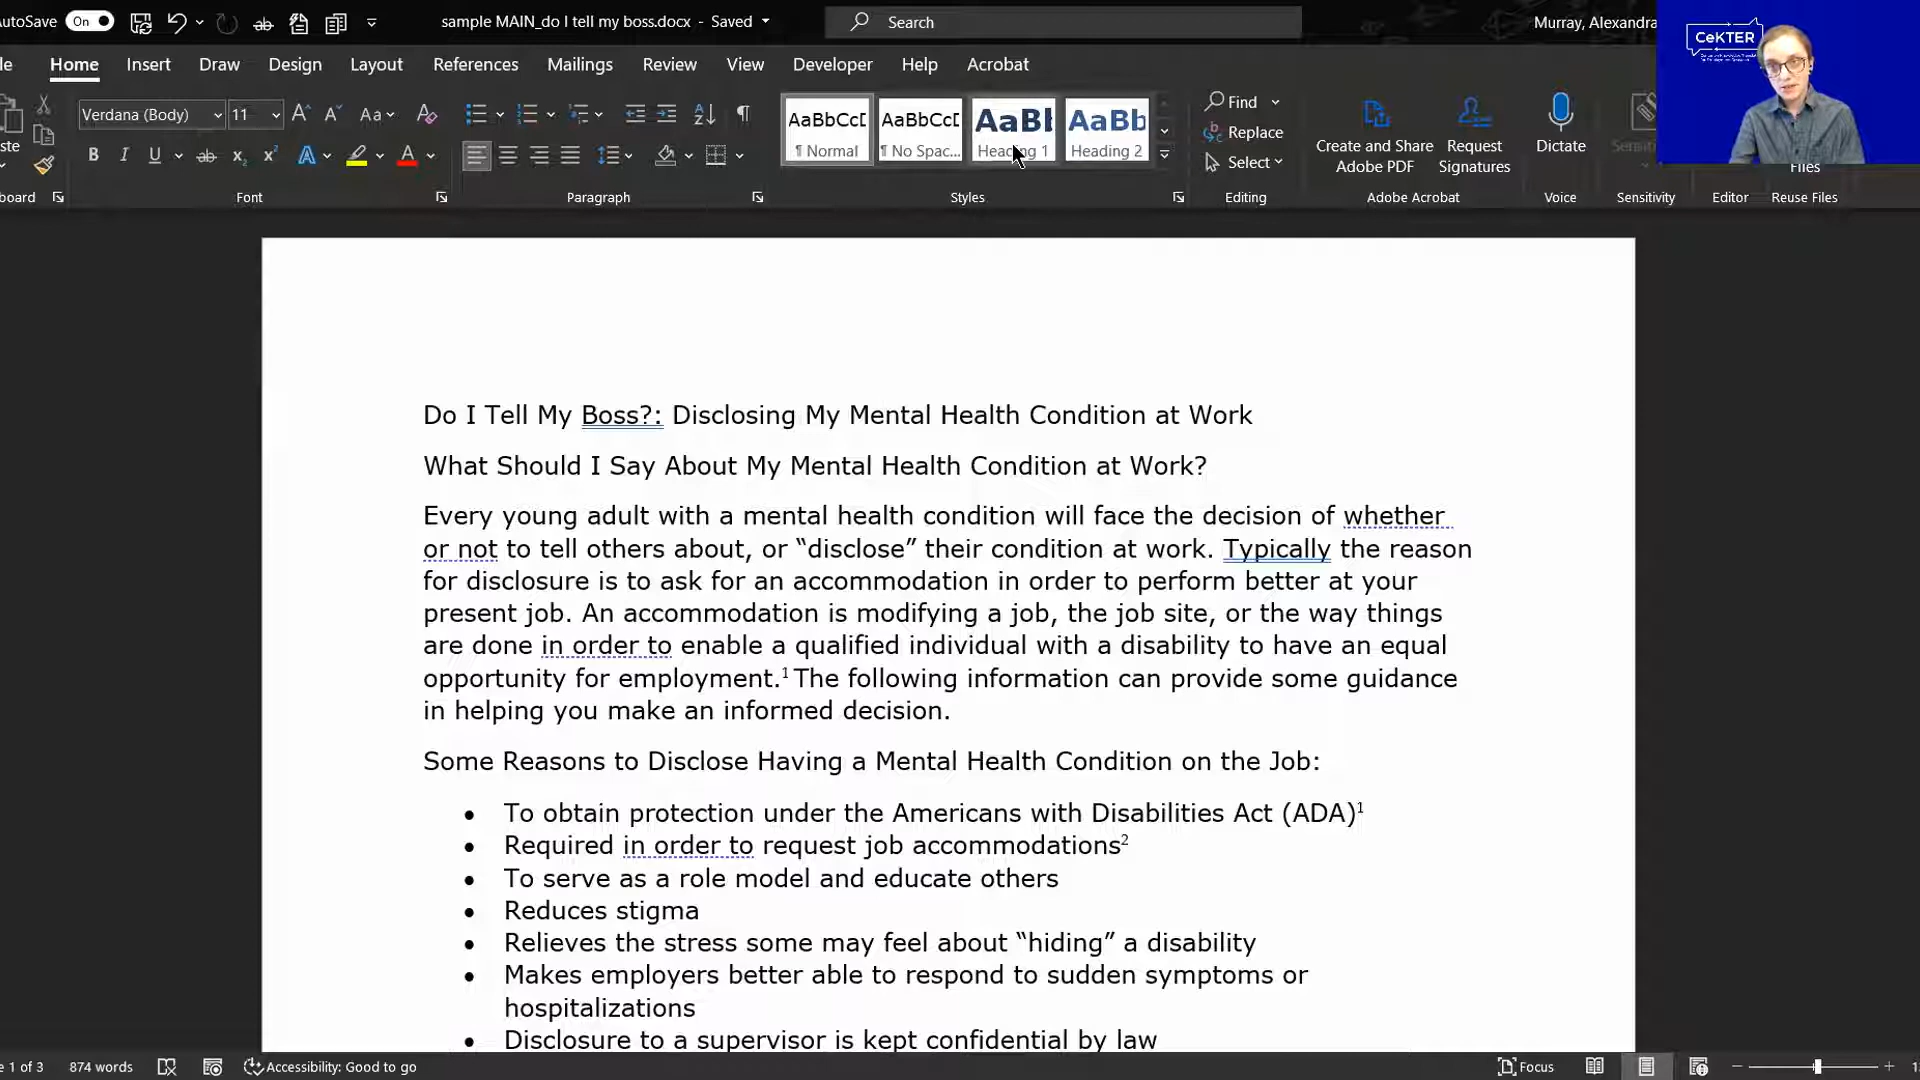 AutoSave On sample MAIN_do I tell my boss.docx - Saved Search Murray, Alexandra
CeKTER
Home Insert Draw Design Layout References Mailings Review View Developer Help Acrobat
Verdana (Body) 11 Aa
AaBbCcD AaBbCcD AaBb AaBb
¶ Normal ¶ No Spac... Heading 1 Heading 2
Find
Replace
Select
Create and Share
Adobe PDF
Request
Signatures
Dictate
Files
Font Paragraph Styles Editing Adobe Acrobat Voice Sensitivity Editor Reuse Files
Do I Tell My Boss?: Disclosing My Mental Health Condition at Work
What Should I Say About My Mental Health Condition at Work?
Every young adult with a mental health condition will face the decision of whether
or not to tell others about, or “disclose” their condition at work. Typically the reason
for disclosure is to ask for an accommodation in order to perform better at your
present job. An accommodation is modifying a job, the job site, or the way things
are done in order to enable a qualified individual with a disability to have an equal
opportunity for employment.1 The following information can provide some guidance
in helping you make an informed decision.
Some Reasons to Disclose Having a Mental Health Condition on the Job:
• To obtain protection under the Americans with Disabilities Act (ADA)1
• Required in order to request job accommodations2
• To serve as a role model and educate others
• Reduces stigma
• Relieves the stress some may feel about “hiding” a disability
• Makes employers better able to respond to sudden symptoms or
hospitalizations
• Disclosure to a supervisor is kept confidential by law
1 of 3 874 words Accessibility: Good to go Focus